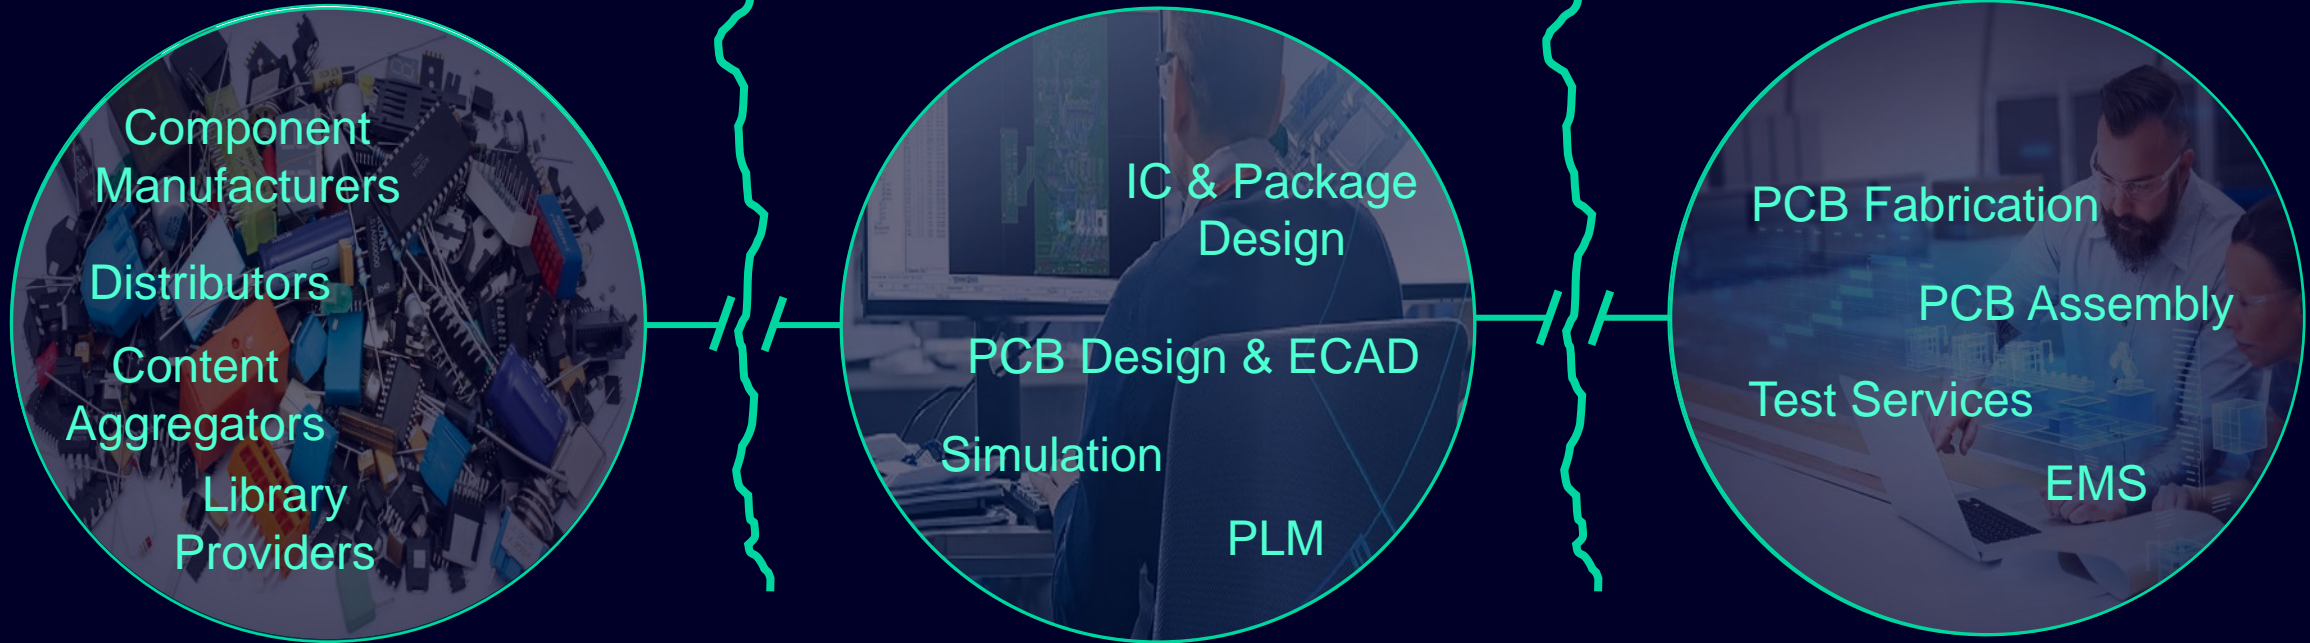 Component
Manufacturers
Distributors
Content
Aggregators
Library
Providers
IC & Package
Design
PCB Design & ECAD
Simulation
PLM
PCB Fabrication
PCB Assembly
Test Services
EMS